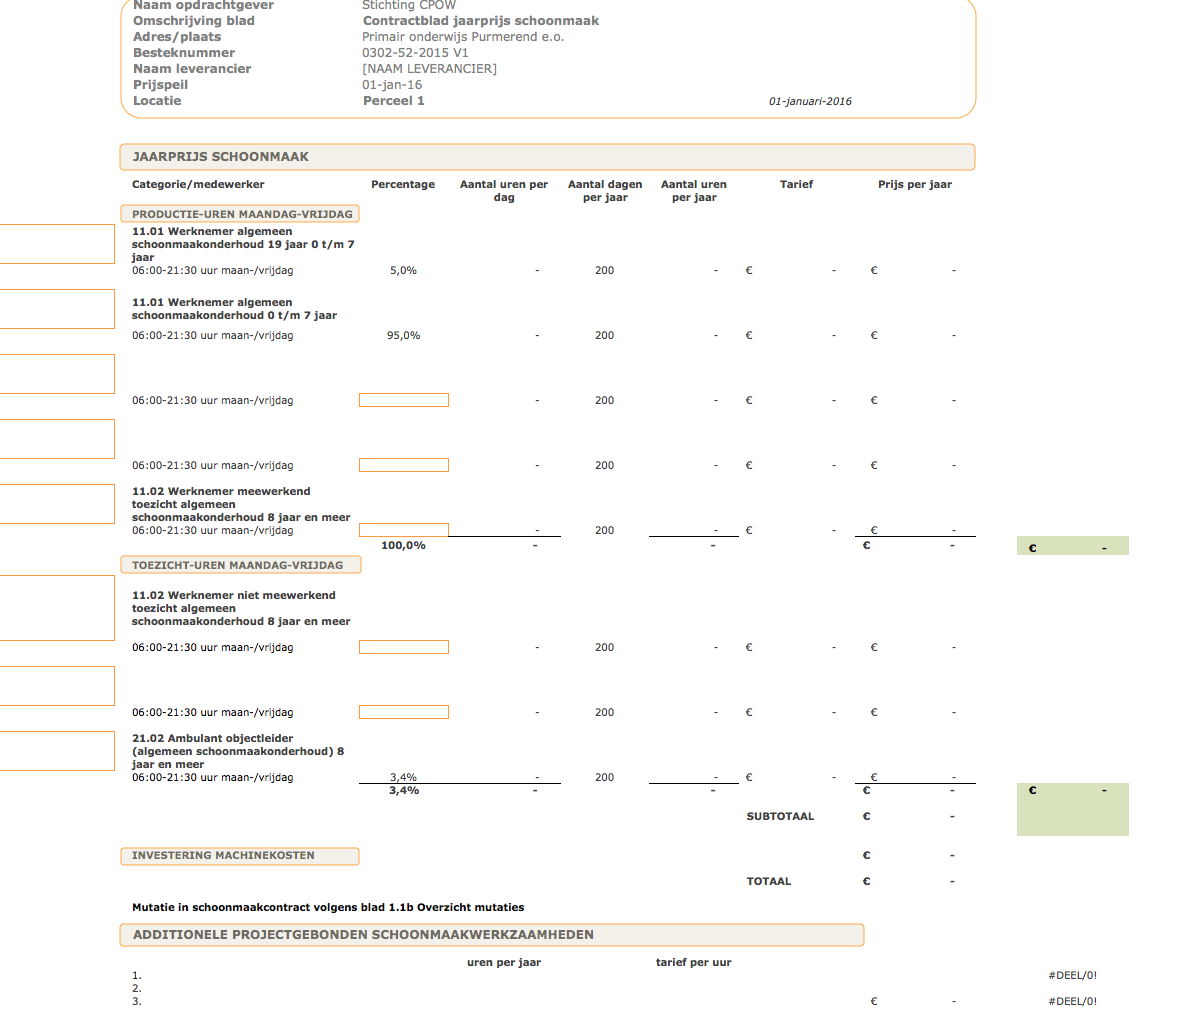 Naam opdrachtgever Stichting CPOW
Omschrijving blad Contractblad jaarprijs schoonmaak
Adres/plaats Primair onderwijs Purmerend e.o.
Besteknummer 0302-52-2015 V1
Naam leverancier [NAAM LEVERANCIER]
Prijspeil 01-jan-16
Locatie Perceel 1 01-januari-2016
JAARPRIJS SCHOONMAAK
Categorie/medewerker Percentage Aantal uren per Aantal dagen Aantal uren Tarief Prijs per jaar
dag per jaar per jaar
PRODUCTIE-UREN MAANDAG-VRIJDAG
11.01 Werknemer algemeen
schoonmaakonderhoud 19 jaar 0 t/m 7
jaar
06:00-21:30 uur maan-/vrijdag 5,0% - 200 - € - € -
11.01 Werknemer algemeen
schoonmaakonderhoud 0 t/m 7 jaar
06:00-21:30 uur maan-/vrijdag 95,0% - 200 - € - € -
06:00-21:30 uur maan-/vrijdag - 200 - € - € -
06:00-21:30 uur maan-/vrijdag - 200 - € - € -
11.02 Werknemer meewerkend
toezicht algemeen
schoonmaakonderhoud 8 jaar en meer
06:00-21:30 uur maan-/vrijdag - 200 - € - € -
100,0% - - € - € -
TOEZICHT-UREN MAANDAG-VRIJDAG
11.02 Werknemer niet meewerkend
toezicht algemeen
schoonmaakonderhoud 8 jaar en meer
06:00-21:30 uur maan-/vrijdag - 200 - € - € -
06:00-21:30 uur maan-/vrijdag - 200 - € - € -
21.02 Ambulant objectleider
(algemeen schoonmaakonderhoud) 8
jaar en meer
06:00-21:30 uur maan-/vrijdag 3,4% - 200 - € - € -
3,4% - - € - € -
SUBTOTAAL € -
INVESTERING MACHINEKOSTEN € -
TOTAAL € -
Mutatie in schoonmaakcontract volgens blad 1.1b Overzicht mutaties
ADDITIONELE PROJECTGEBONDEN SCHOONMAAKWERKZAAMHEDEN
uren per jaar tarief per uur
1. #DEEL/0!
2.
3. € - #DEEL/0!